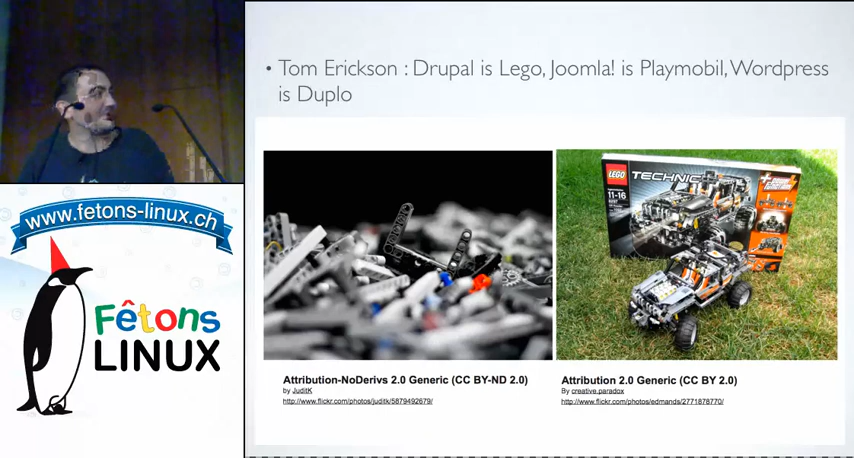 • Tom Erickson : Drupal is Lego, Joomla! is Playmobil, Wordpress
is Duplo
www.fetons-linux.ch
Fêtons
LINUX
LEGO TECHNIC
11-16
Attribution-NoDerivs 2.0 Generic (CC BY-ND 2.0)
by JuditK
http://www.flickr.com/photos/juditk/5879492679/
Attribution 2.0 Generic (CC BY 2.0)
By creative.paradox
http://www.flickr.com/photos/edmands/2771878770/